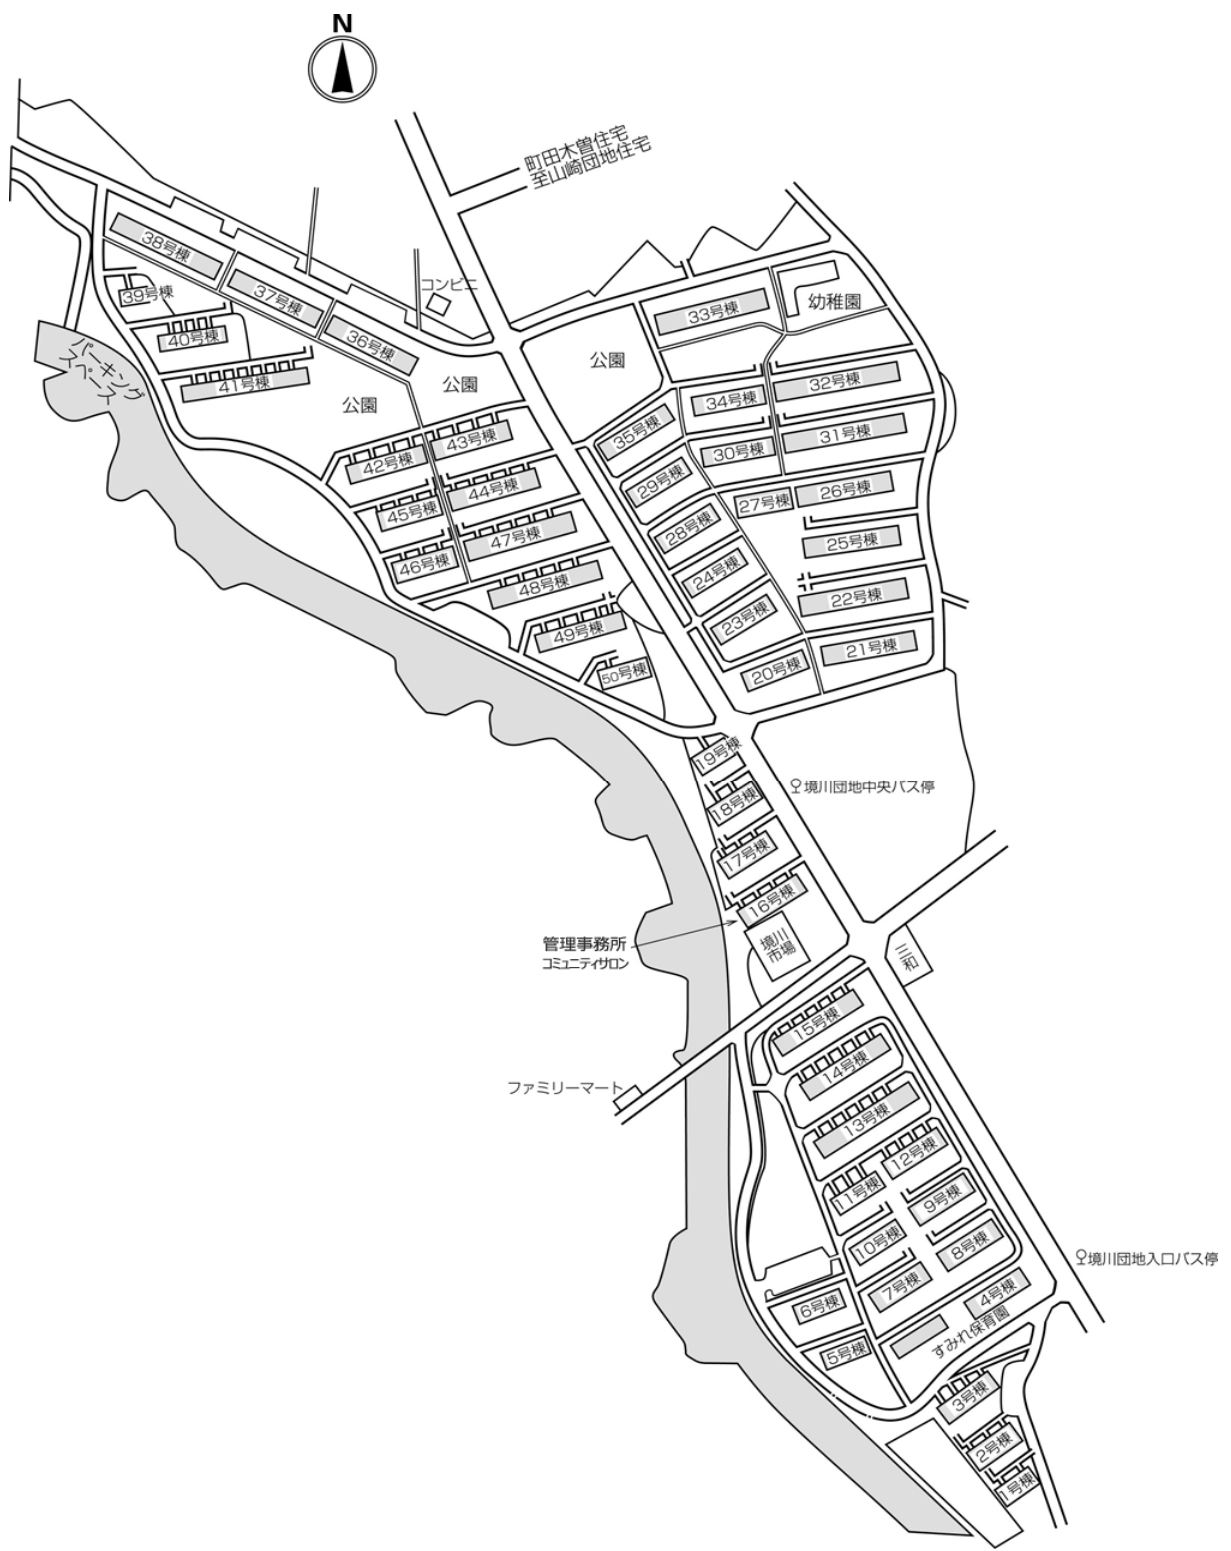 N
町田木曽住宅
至山崎団地住宅
38号棟
37号棟
36号棟
39号棟
40号棟
41号棟
コンビニ
パーキング
スペース
公園
公園
公園
33号棟
幼稚園
32号棟
34号棟
31号棟
35号棟
30号棟
43号棟
42号棟
29号棟
27号棟
26号棟
44号棟
45号棟
28号棟
25号棟
47号棟
46号棟
24号棟
22号棟
48号棟
23号棟
49号棟
21号棟
20号棟
50号棟
19号棟
境川団地中央バス停
18号棟
17号棟
16号棟
管理事務所
コミュニティサロン
境川
市場
三和
15号棟
14号棟
ファミリーマート
13号棟
12号棟
11号棟
9号棟
10号棟
8号棟
境川団地入口バス停
7号棟
4号棟
6号棟
すみれ保育園
5号棟
3号棟
2号棟
1号棟